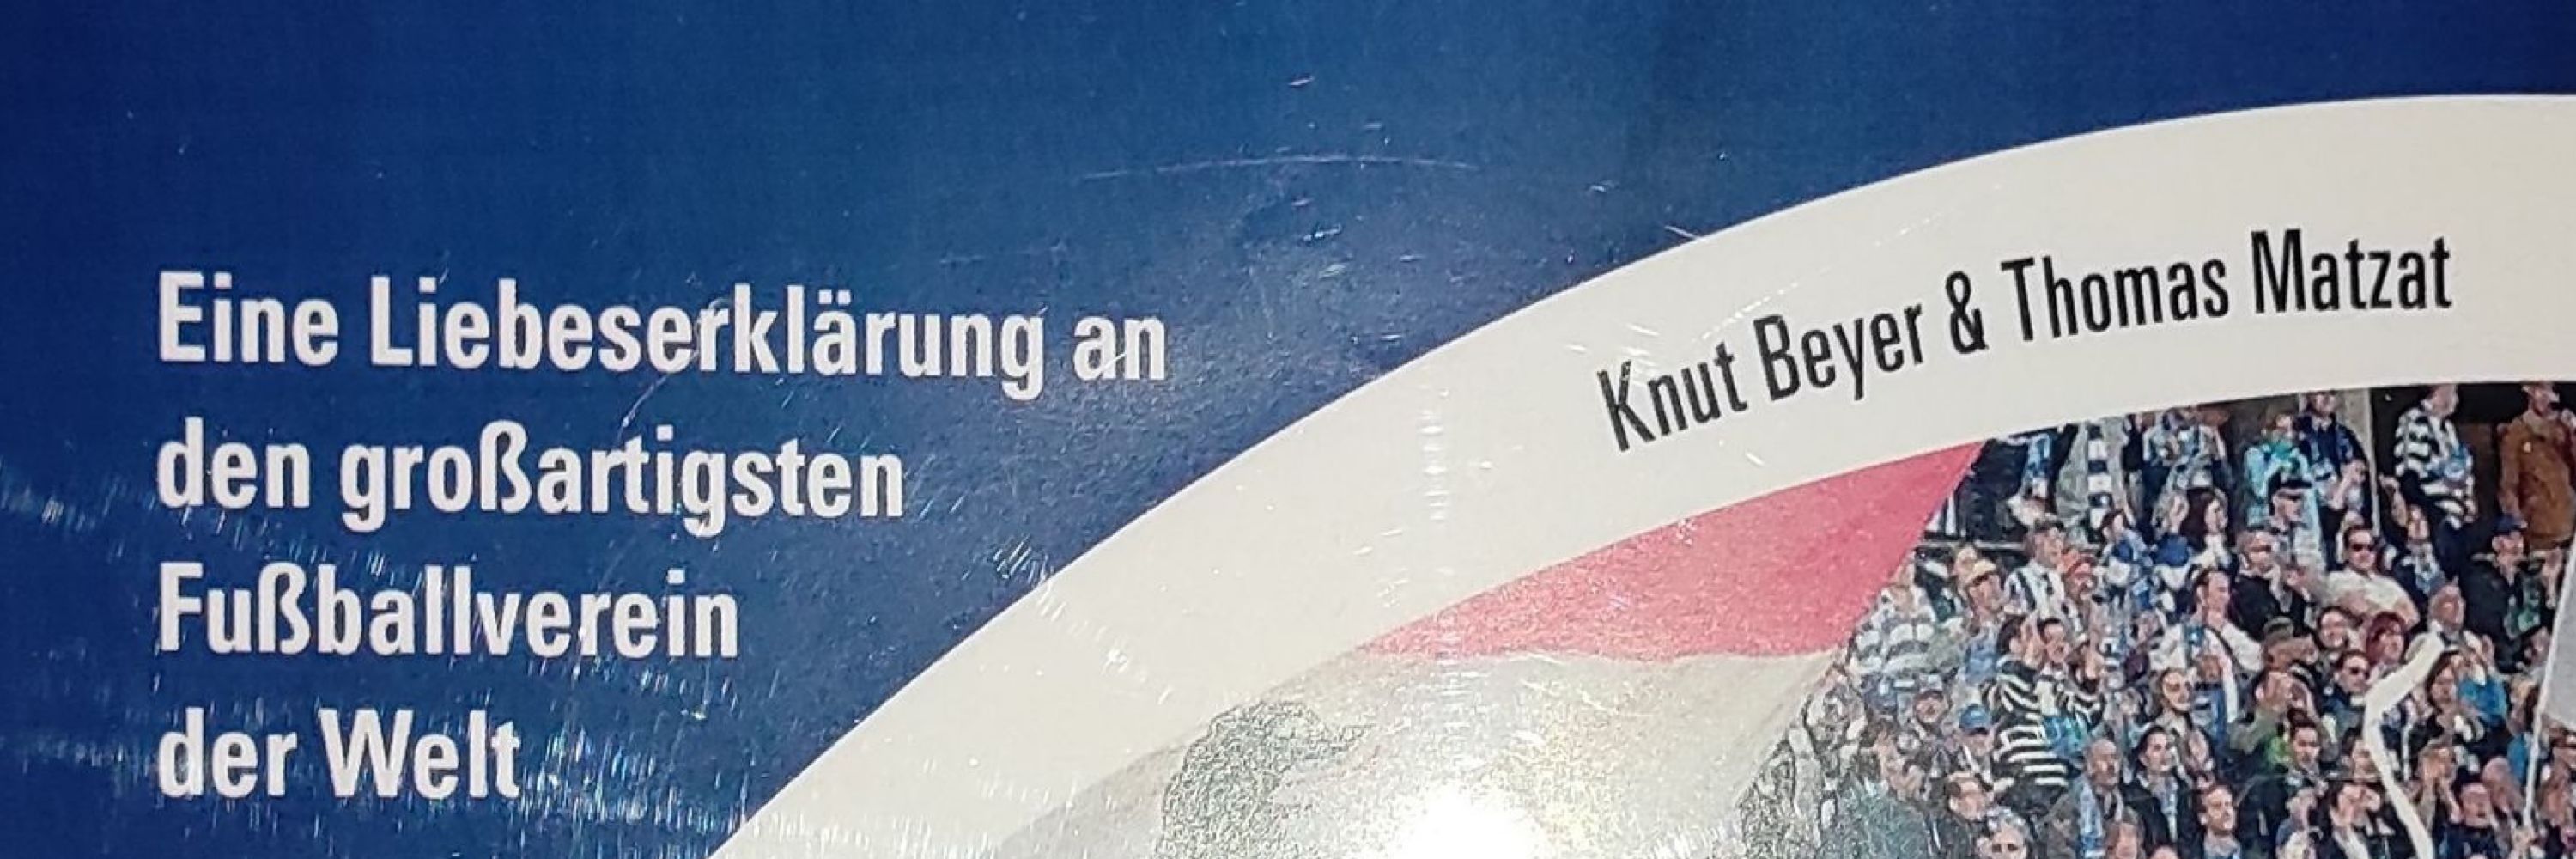 Eine Liebeserklärung an
den großartigsten
Fußballverein
der Welt
Knut Beyer & Thomas Matzat